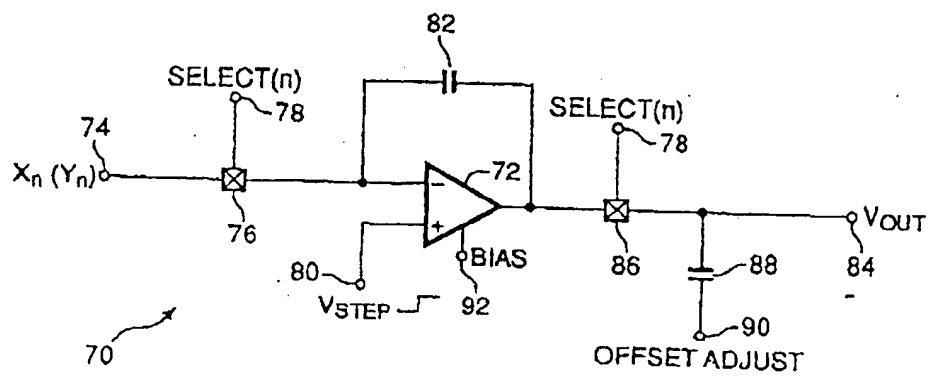 82
SELECT(n)
78
SELECT(n)
78
74
Xn (Yn)
76
72
−
+
80
VSTEP
BIAS
92
86
VOUT
84
88
90
OFFSET ADJUST
70